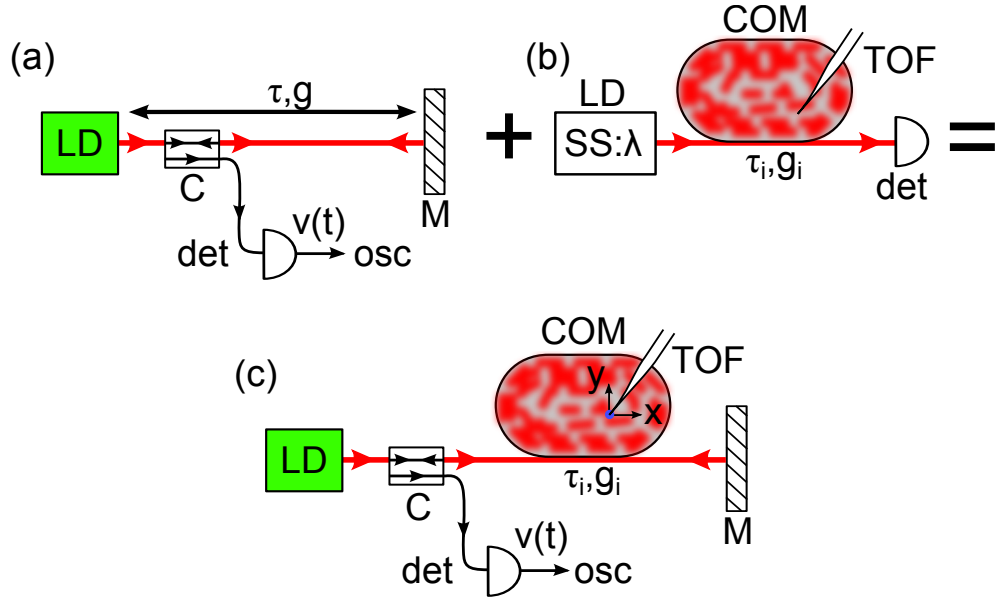 (a)
τ,g
LD
C
M
det
v(t)
osc
+
(b)
COM
TOF
LD
SS:λ
τᵢ,gᵢ
det
=
(c)
COM
TOF
y
x
LD
C
τᵢ,gᵢ
M
det
v(t)
osc